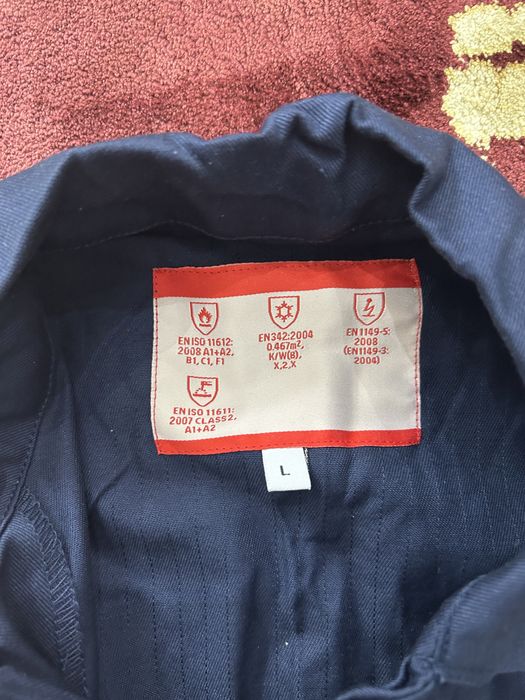 EN ISO 11612:
2008 A1+A2,
B1, C1, F1
EN342:2004
0.467m²,
K/W(B),
X,2,X
EN1149-5:
2008
(EN1149-3:
2004)
EN ISO 11611:
2007 CLASS2,
A1+A2
L